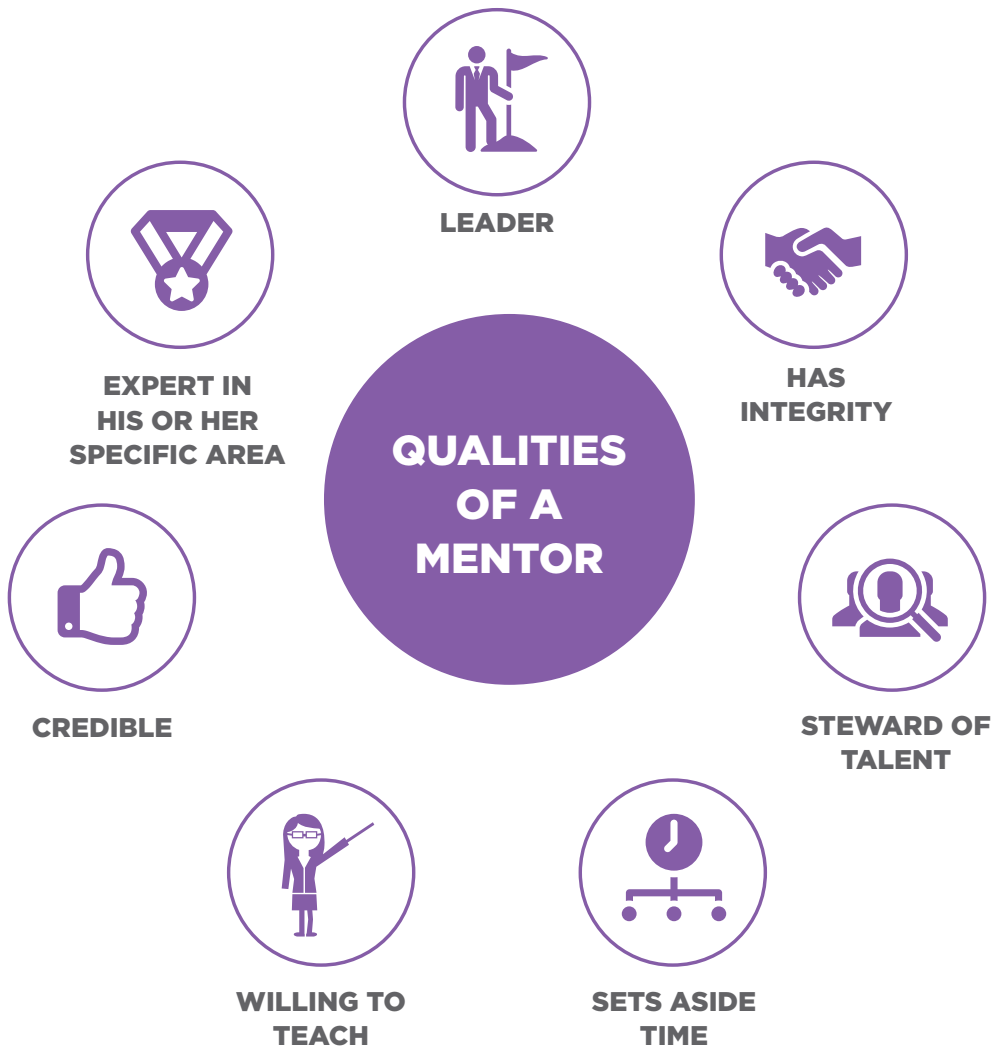 LEADER
HAS
INTEGRITY
EXPERT IN
HIS OR HER
SPECIFIC AREA
QUALITIES
OF A
MENTOR
CREDIBLE
STEWARD OF
TALENT
WILLING TO
TEACH
SETS ASIDE
TIME